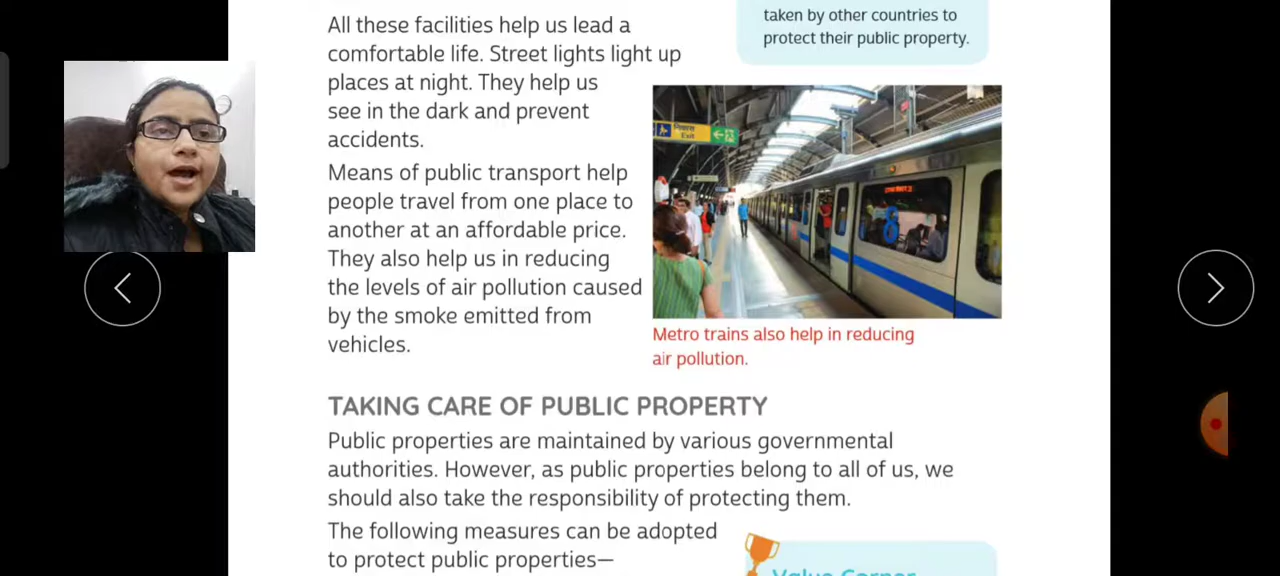 All these facilities help us lead a
comfortable life. Street lights light up
places at night. They help us
see in the dark and prevent
accidents.
Means of public transport help
people travel from one place to
another at an affordable price.
They also help us in reducing
the levels of air pollution caused
by the smoke emitted from
vehicles.
taken by other countries to
protect their public property.
निकास
Exit
Metro trains also help in reducing
air pollution.
TAKING CARE OF PUBLIC PROPERTY
Public properties are maintained by various governmental
authorities. However, as public properties belong to all of us, we
should also take the responsibility of protecting them.
The following measures can be adopted
to protect public properties—
Value Corner